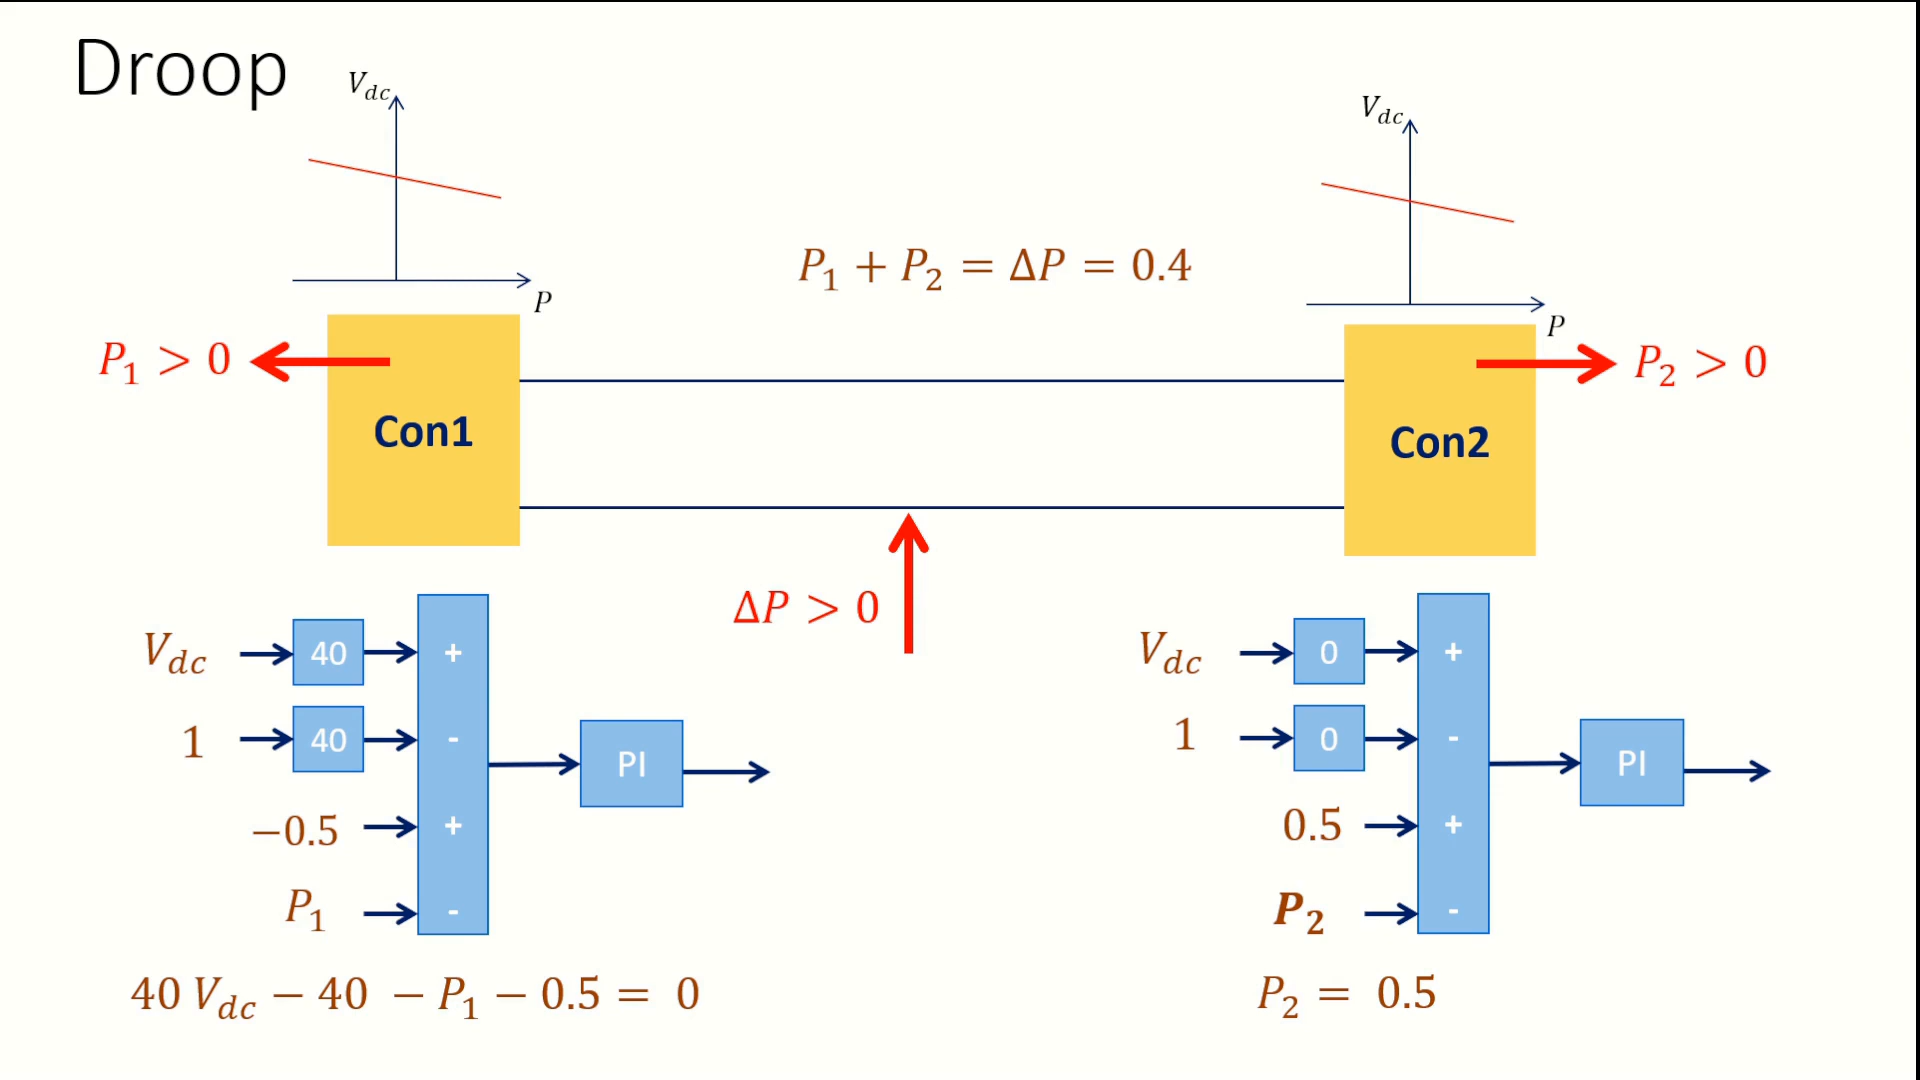 Droop
V_dc
P
V_dc
P
P_1 + P_2 = ΔP = 0.4
P_1 > 0
Con1
Con2
P_2 > 0
ΔP > 0
V_dc 40 +
1 40 -
−0.5 +
P_1 -
PI
40 V_dc − 40 − P_1 − 0.5 = 0
V_dc 0 +
1 0 -
0.5 +
P_2 -
PI
P_2 = 0.5